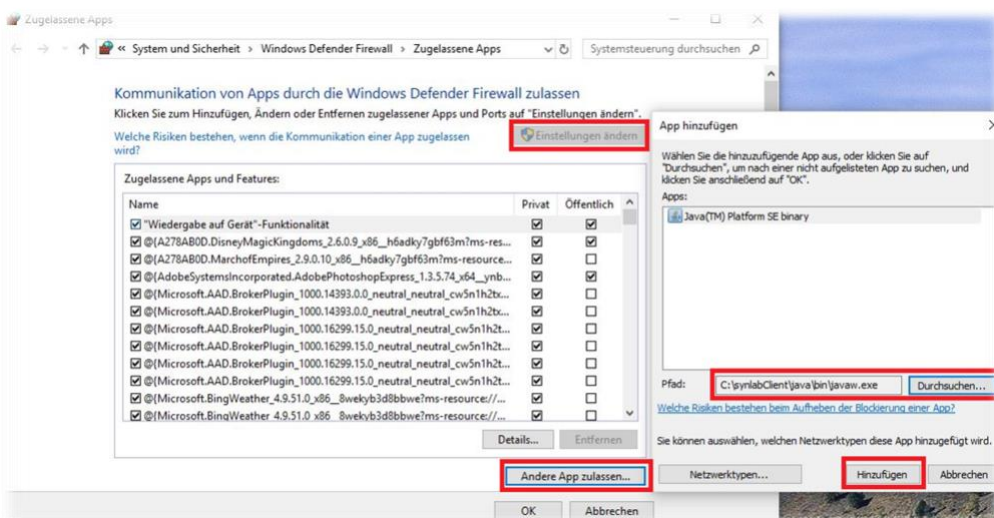 Zugelassene Apps
« System und Sicherheit > Windows Defender Firewall > Zugelassene Apps
Systemsteuerung durchsuchen
Kommunikation von Apps durch die Windows Defender Firewall zulassen
Klicken Sie zum Hinzufügen, Ändern oder Entfernen zugelassener Apps und Ports auf "Einstellungen ändern".
Welche Risiken bestehen, wenn die Kommunikation einer App zugelassen
wird?
Einstellungen ändern
Zugelassene Apps und Features:
Name Privat Öffentlich
"Wiedergabe auf Gerät"-Funktionalität
@{A278AB0D.DisneyMagicKingdoms_2.6.0.9_x86__h6adky7gbf63m?ms-res...
@{A278AB0D.MarchofEmpires_2.9.0.10_x86__h6adky7gbf63m?ms-resource...
@{AdobeSystemsIncorporated.AdobePhotoshopExpress_1.3.5.74_x64__ynb...
@{Microsoft.AAD.BrokerPlugin_1000.14393.0.0_neutral_neutral_cw5n1h2tx...
@{Microsoft.AAD.BrokerPlugin_1000.14393.0.0_neutral_neutral_cw5n1h2tx...
@{Microsoft.AAD.BrokerPlugin_1000.16299.15.0_neutral_neutral_cw5n1h2t...
@{Microsoft.AAD.BrokerPlugin_1000.16299.15.0_neutral_neutral_cw5n1h2t...
@{Microsoft.AAD.BrokerPlugin_1000.16299.15.0_neutral_neutral_cw5n1h2t...
@{Microsoft.AAD.BrokerPlugin_1000.16299.15.0_neutral_neutral_cw5n1h2t...
@{Microsoft.BingWeather_4.9.51.0_x86__8wekyb3d8bbwe?ms-resource://...
@{Microsoft.BingWeather_4.9.51.0_x86__8wekyb3d8bbwe?ms-resource://...
Details... Entfernen
Andere App zulassen...
OK Abbrechen
App hinzufügen
Wählen Sie die hinzuzufügende App aus, oder klicken Sie auf
"Durchsuchen", um nach einer nicht aufgelisteten App zu suchen, und
klicken Sie anschließend auf "OK".
Apps:
Java(TM) Platform SE binary
Pfad: C:\synlabClient\java\bin\javaw.exe Durchsuchen...
Welche Risiken bestehen beim Aufheben der Blockierung einer App?
Sie können auswählen, welchen Netzwerktypen diese App hinzugefügt wird.
Netzwerktypen... Hinzufügen Abbrechen